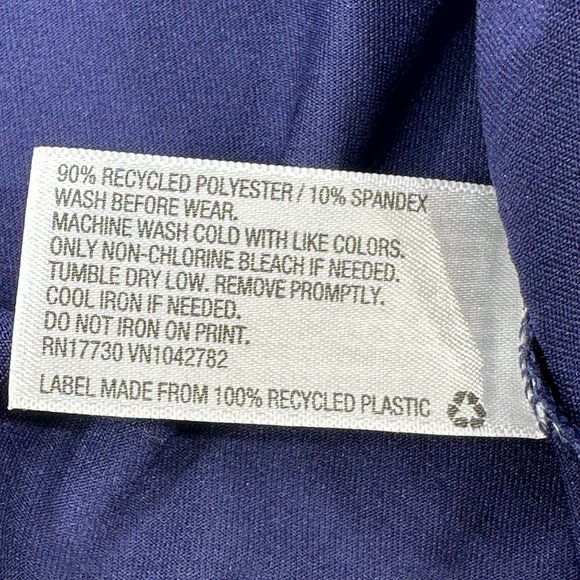 90% RECYCLED POLYESTER / 10% SPANDEX
WASH BEFORE WEAR.
MACHINE WASH COLD WITH LIKE COLORS.
ONLY NON-CHLORINE BLEACH IF NEEDED.
TUMBLE DRY LOW. REMOVE PROMPTLY.
COOL IRON IF NEEDED.
DO NOT IRON ON PRINT.
RN17730 VN1042782
LABEL MADE FROM 100% RECYCLED PLASTIC